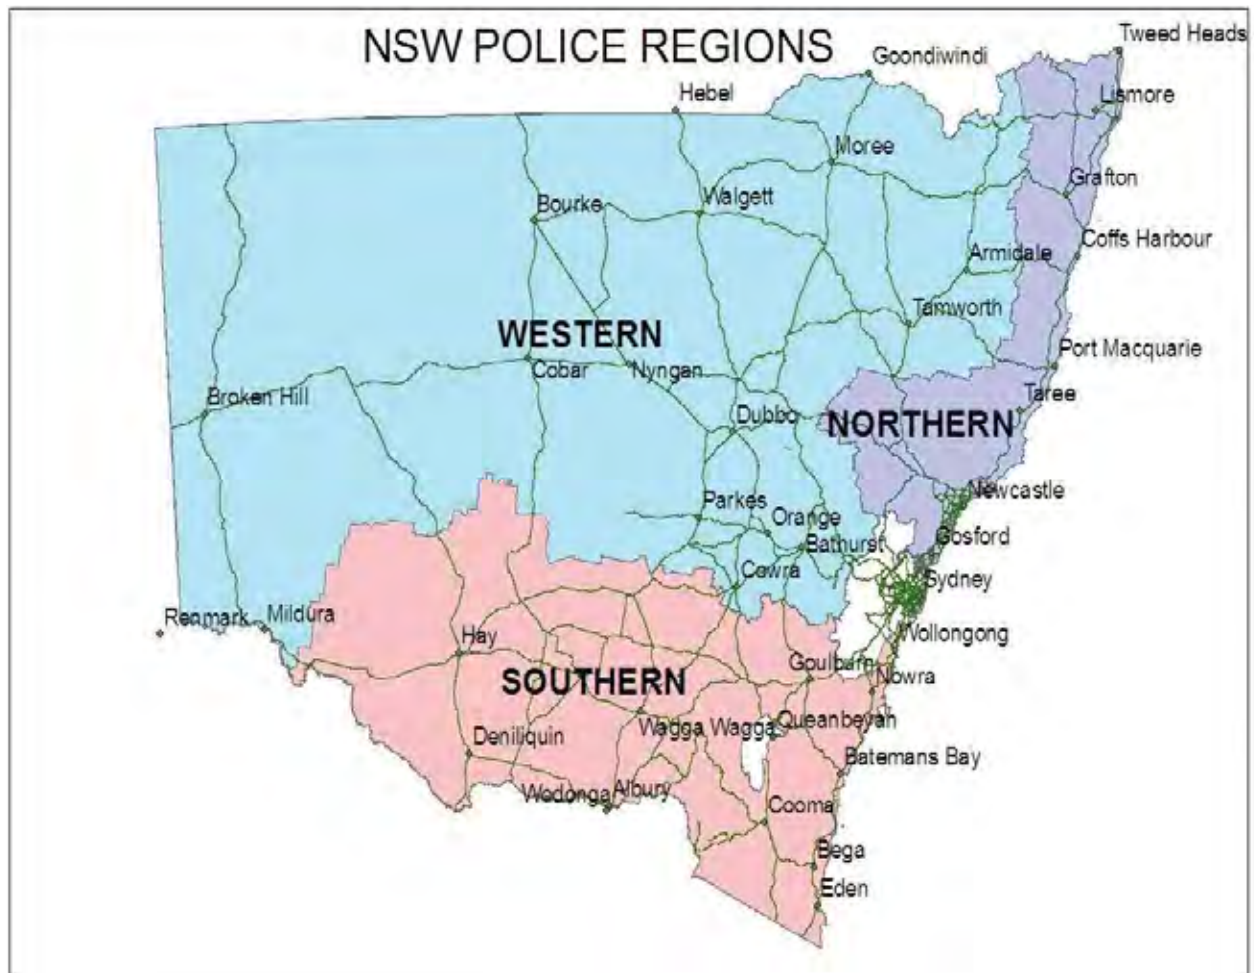 NSW POLICE REGIONS
Tweed Heads
Goondiwindi
Hebel
Lismore
Moree
Grafton
Walgett
Bourke
Coffs Harbour
Armidale
Tamworth
WESTERN
Port Macquarie
Cobar
Nyngan
Broken Hill
Taree
Dubbo
NORTHERN
Newcastle
Parkes
Orange
Gosford
Bathurst
Cowra
Sydney
Renmark
Mildura
Hay
Wollongong
Goulburn
SOUTHERN
Nowra
Wagga Wagga
Queanbeyan
Deniliquin
Batemans Bay
Wodonga
Albury
Cooma
Bega
Eden